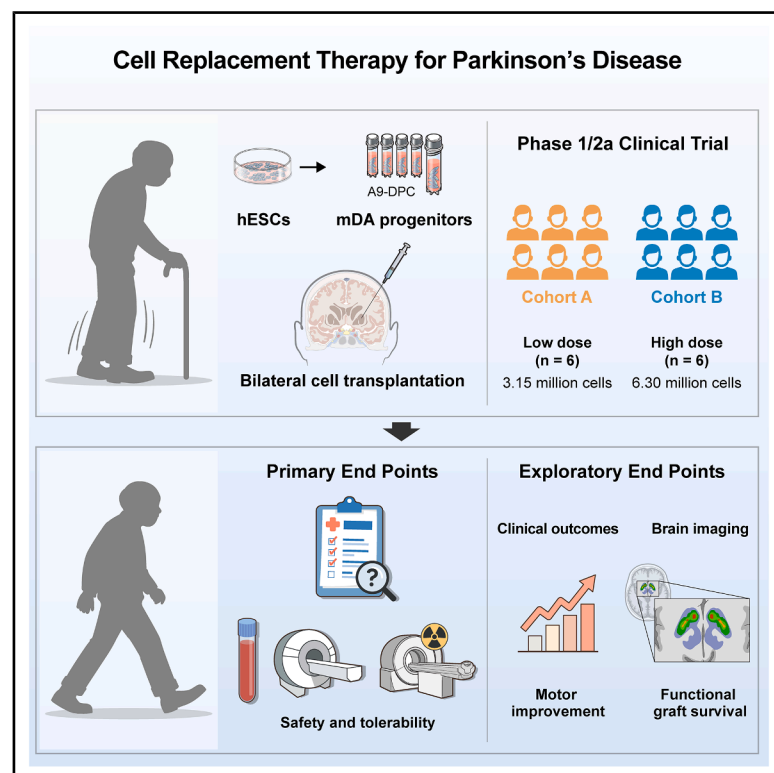 Cell Replacement Therapy for Parkinson's Disease
hESCs
A9-DPC
mDA progenitors
Bilateral cell transplantation
Phase 1/2a Clinical Trial
Cohort A
Cohort B
Low dose
(n = 6)
3.15 million cells
High dose
(n = 6)
6.30 million cells
Primary End Points
?
Safety and tolerability
Exploratory End Points
Clinical outcomes
Brain imaging
Motor
improvement
Functional
graft survival